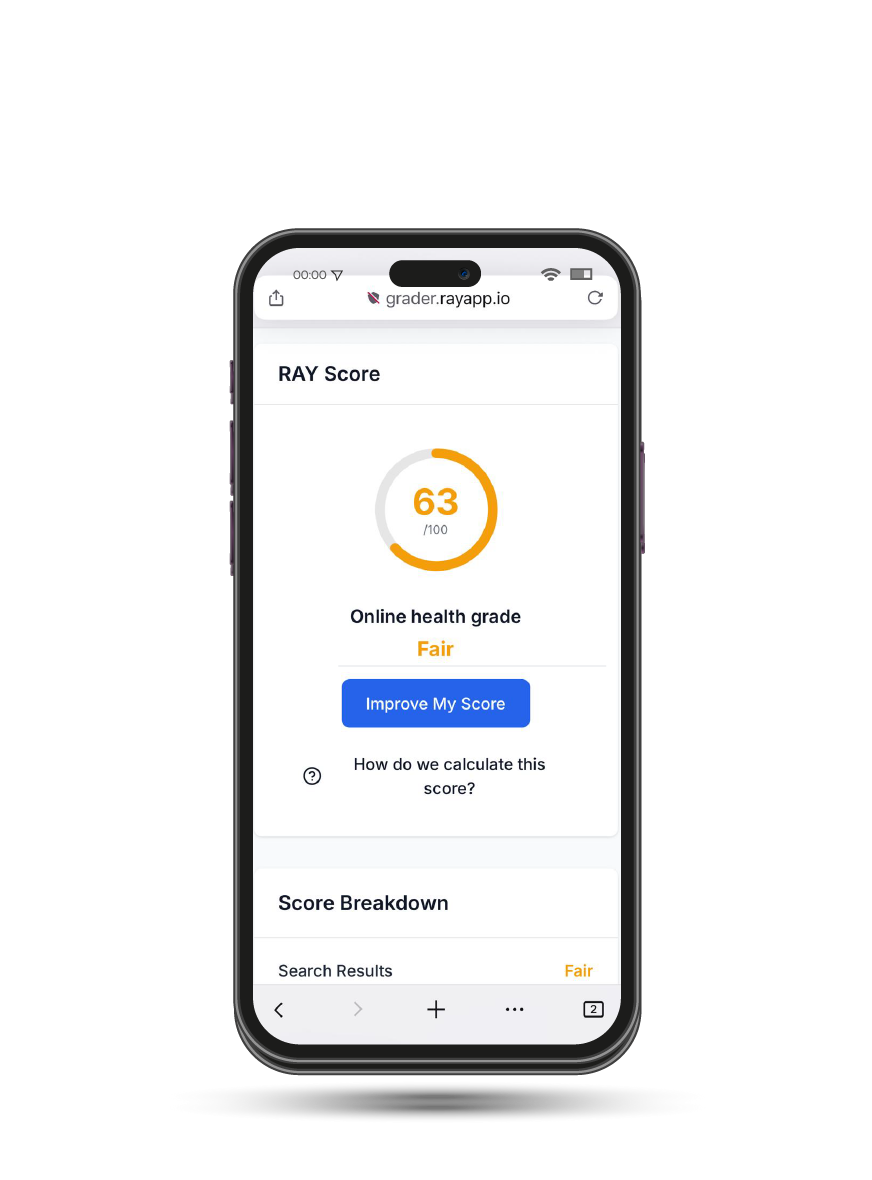 00:00
grader.rayapp.io
RAY Score
63
/100
Online health grade
Fair
Improve My Score
How do we calculate this
score?
Score Breakdown
Search Results Fair
2